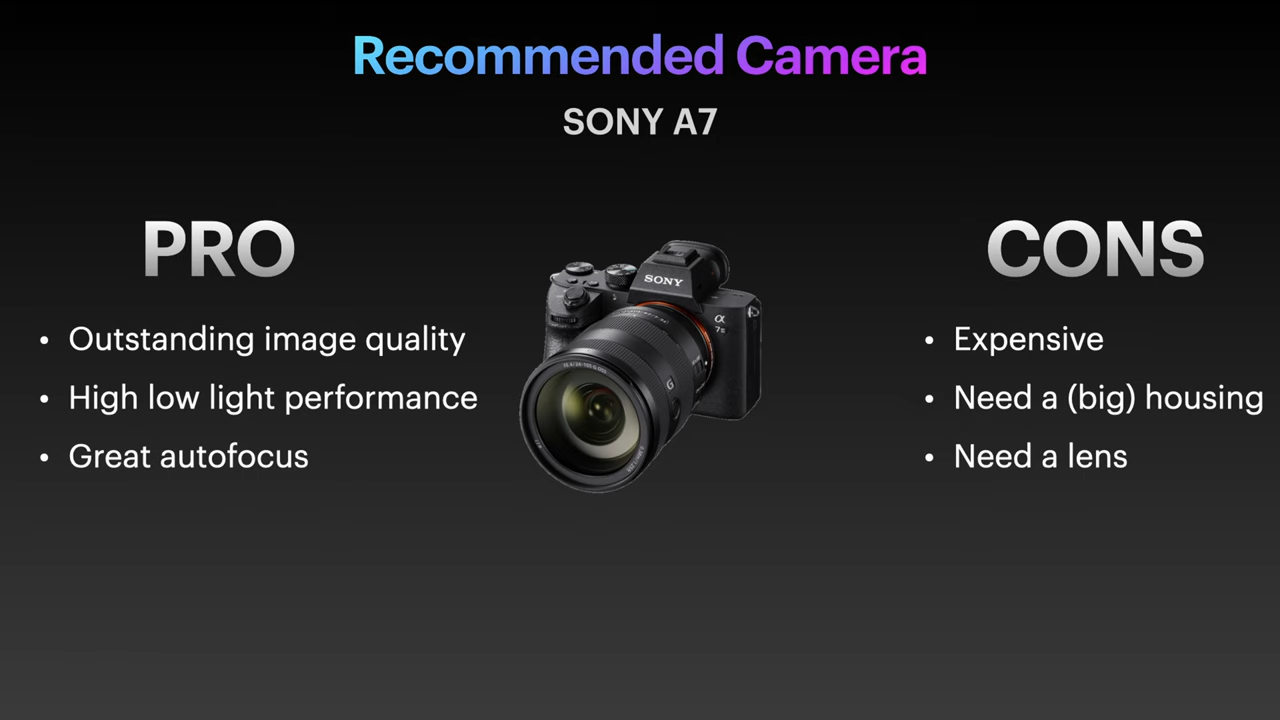 Recommended Camera
SONY A7
PRO
• Outstanding image quality
• High low light performance
• Great autofocus
SONY
α
7
G
CONS
• Expensive
• Need a (big) housing
• Need a lens